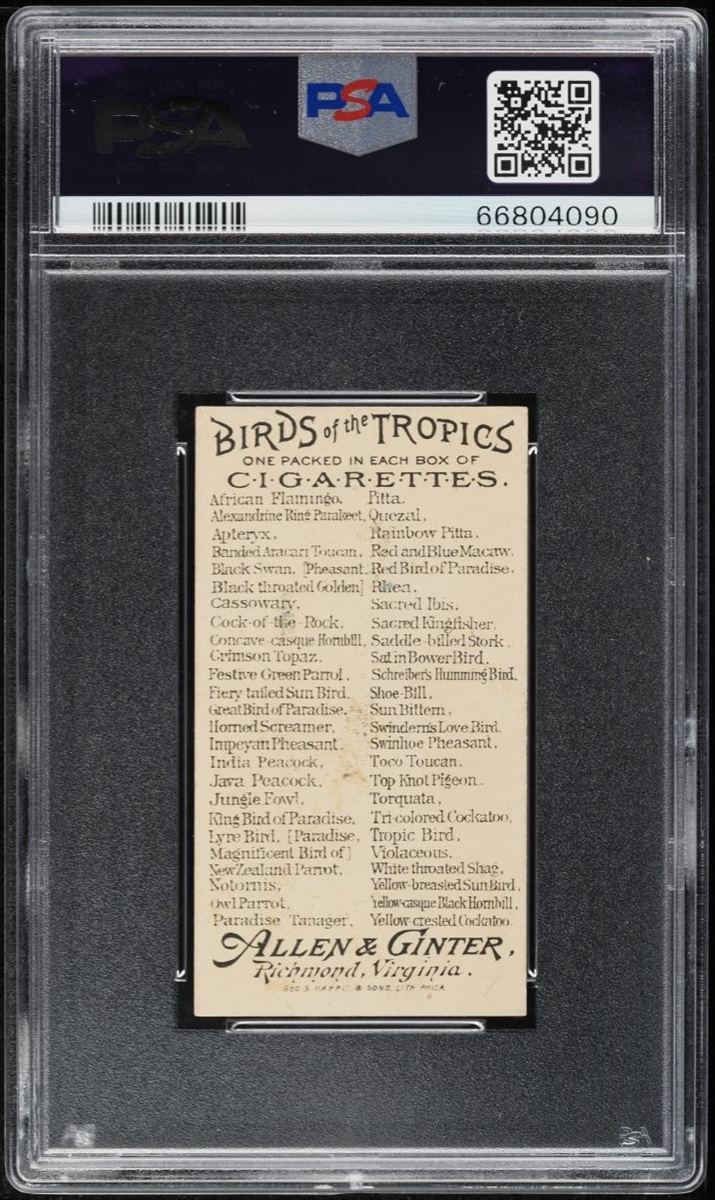 PSA
PSA
66804090
BIRDS of the TROPICS
ONE PACKED IN EACH BOX OF
C·I·G·A·R·E·T·T·E·S.
African Flamingo. Pitta.
Alexandrine Ring Parakeet, Quezal.
Apteryx. Rainbow Pitta.
Banded Aracari Toucan, Red and Blue Macaw.
Black Swan. [Pheasant. Red Bird of Paradise.
Black throated Golden] Rhea.
Cassowary. Sacred Ibis.
Cock-of-the-Rock. Sacred Kingfisher.
Concave-casque Hornbill, Saddle-billed Stork.
Crimson Topaz. Satin Bower Bird.
Festive Green Parrot. Schreiber's Humming Bird.
Fiery tailed Sun Bird. Shoe-Bill.
Great Bird of Paradise. Sun Bittern.
Horned Screamer. Swindern's Love Bird.
Impeyan Pheasant. Swinhoe Pheasant.
India Peacock. Toco Toucan.
Java Peacock. Top Knot Pigeon.
Jungle Fowl. Torquata.
King Bird of Paradise. Tri-colored Cockatoo.
Lyre Bird. [Paradise. Tropic Bird.
Magnificent Bird of] Violaceous.
New Zealand Parrot. White throated Shag.
Notornis. Yellow-breasted Sun Bird.
Owl Parrot. Yellow-casque Black Hornbill.
Paradise Tanager. Yellow-crested Cockatoo.
ALLEN & GINTER,
Richmond, Virginia.
GEO. S. HARRIS & SONS, LITH. PHILA.